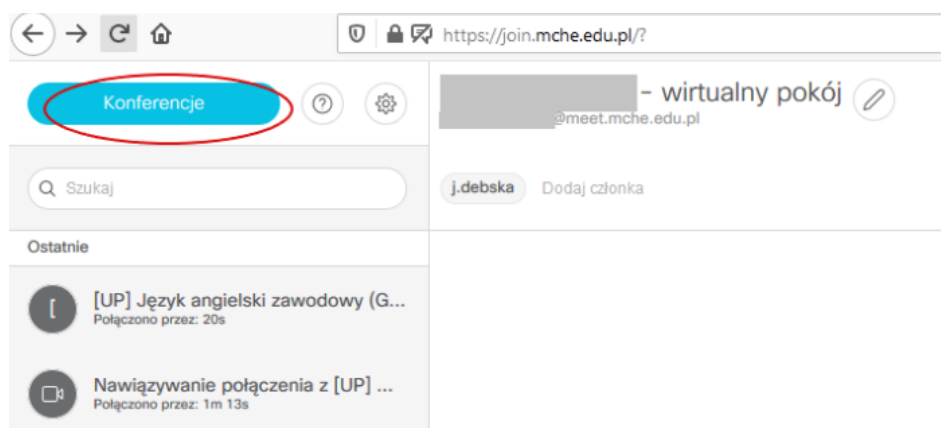 https://join.mche.edu.pl/?
Konferencje
- wirtualny pokój
@meet.mche.edu.pl
Szukaj
j.debska Dodaj członka
Ostatnie
[
[UP] Język angielski zawodowy (G...
Połączono przez: 20s
Nawiązywanie połączenia z [UP] ...
Połączono przez: 1m 13s